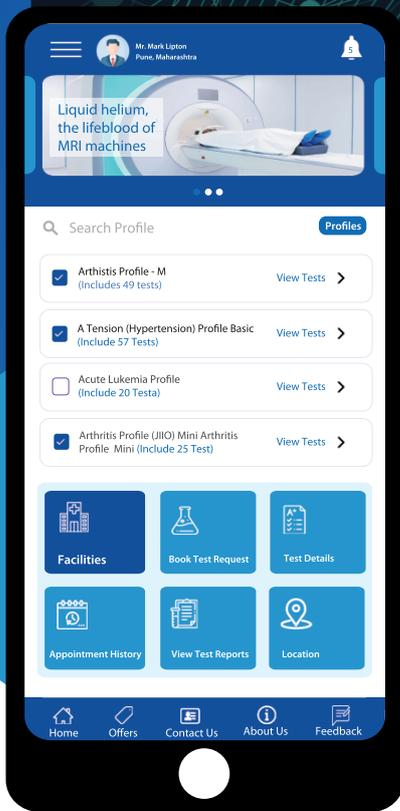 Mr. Mark Lipton
Pune, Maharashtra
5
Liquid helium,
the lifeblood of
MRI machines
Search Profile
Profiles
Arthistis Profile - M
(Includes 49 tests)
View Tests
A Tension (Hypertension) Profile Basic
(Include 57 Tests)
View Tests
Acute Lukemia Profile
(Include 20 Testa)
View Tests
Arthritis Profile (JIIO) Mini Arthritis
Profile Mini (Include 25 Test)
View Tests
Facilities
Book Test Request
A+
Test Details
Appointment History
View Test Reports
Location
Home
Offers
Contact Us
About Us
Feedback